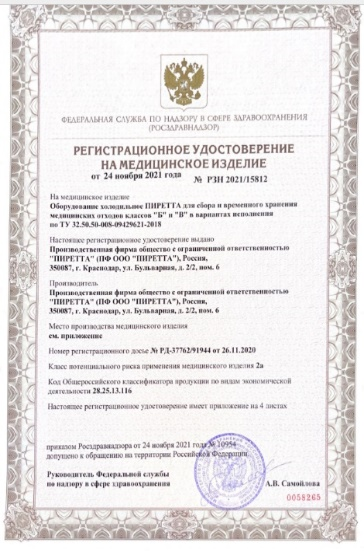 ФЕДЕРАЛЬНАЯ СЛУЖБА ПО НАДЗОРУ В СФЕРЕ ЗДРАВООХРАНЕНИЯ
(РОСЗДРАВНАДЗОР)
РЕГИСТРАЦИОННОЕ УДОСТОВЕРЕНИЕ
НА МЕДИЦИНСКОЕ ИЗДЕЛИЕ
от 24 ноября 2021 года № РЗН 2021/15812
На медицинское изделие
Оборудование холодильное ПИРЕТТА для сбора и временного хранения
медицинских отходов классов "Б" и "В" в вариантах исполнения
по ТУ 32.50.50-008-09429621-2018
Настоящее регистрационное удостоверение выдано
Производственная фирма общество с ограниченной ответственностью
"ПИРЕТТА" (ПФ ООО "ПИРЕТТА"), Россия,
350087, г. Краснодар, ул. Бульварная, д. 2/2, пом. 6
Производитель
Производственная фирма общество с ограниченной ответственностью
"ПИРЕТТА" (ПФ ООО "ПИРЕТТА"), Россия,
350087, г. Краснодар, ул. Бульварная, д. 2/2, пом. 6
Место производства медицинского изделия
см. приложение
Номер регистрационного досье № РД-37762/91944 от 26.11.2020
Класс потенциального риска применения медицинского изделия 2а
Код Общероссийского классификатора продукции по видам экономической
деятельности 28.25.13.116
Настоящее регистрационное удостоверение имеет приложение на 4 листах
приказом Росздравнадзора от 24 ноября 2021 года № 10954
допущено к обращению на территории Российской Федерации.
Руководитель Федеральной службы
по надзору в сфере здравоохранения
А.В. Самойлова
0058265